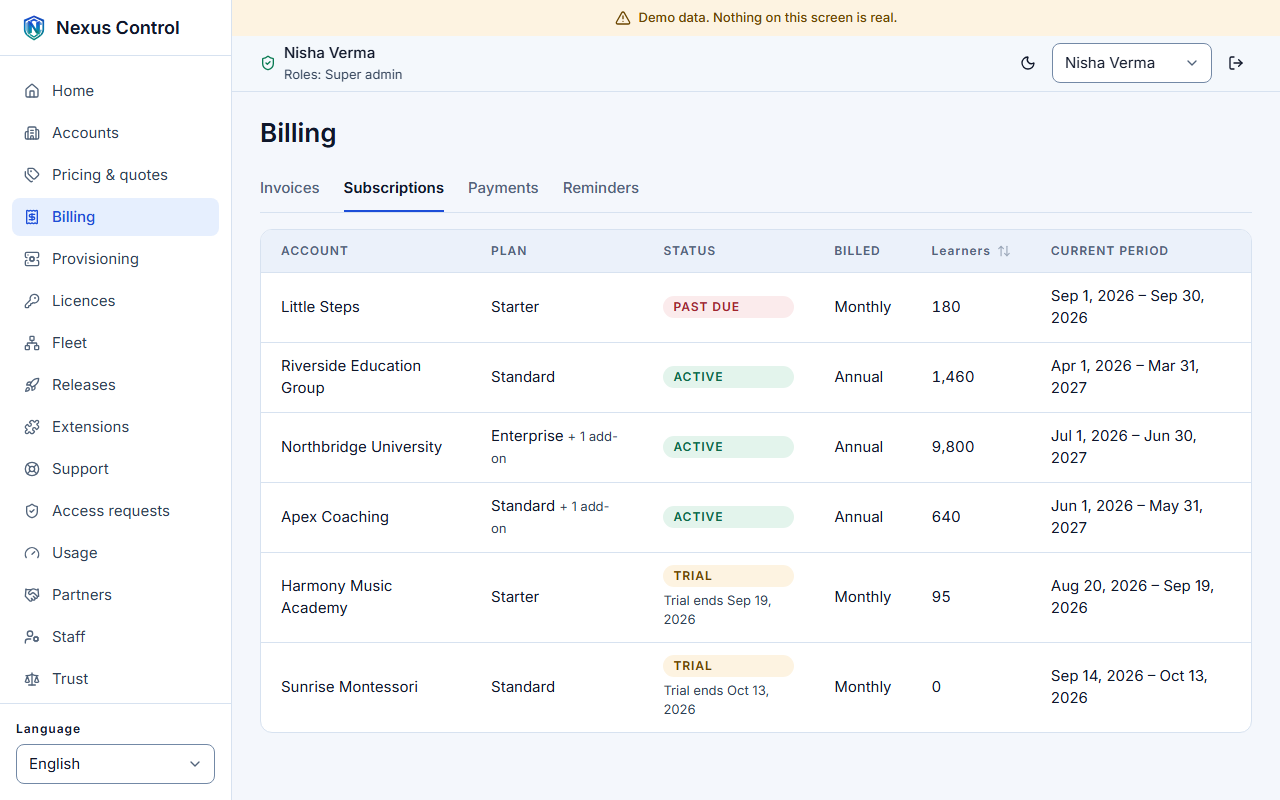 Nexus Control
Demo data. Nothing on this screen is real.
Nisha Verma
Roles: Super admin
Nisha Verma
Home
Accounts
Pricing & quotes
Billing
Provisioning
Licences
Fleet
Releases
Extensions
Support
Access requests
Usage
Partners
Staff
Trust
Language
English
Billing
Invoices Subscriptions Payments Reminders
ACCOUNT PLAN STATUS BILLED Learners CURRENT PERIOD
Little Steps Starter PAST DUE Monthly 180 Sep 1, 2026 – Sep 30,
2026
Riverside Education
Group Standard ACTIVE Annual 1,460 Apr 1, 2026 – Mar 31,
2027
Northbridge University Enterprise + 1 add-
on ACTIVE Annual 9,800 Jul 1, 2026 – Jun 30,
2027
Apex Coaching Standard + 1 add-
on ACTIVE Annual 640 Jun 1, 2026 – May 31,
2027
Harmony Music
Academy Starter TRIAL
Trial ends Sep 19,
2026 Monthly 95 Aug 20, 2026 – Sep 19,
2026
Sunrise Montessori Standard TRIAL
Trial ends Oct 13,
2026 Monthly 0 Sep 14, 2026 – Oct 13,
2026